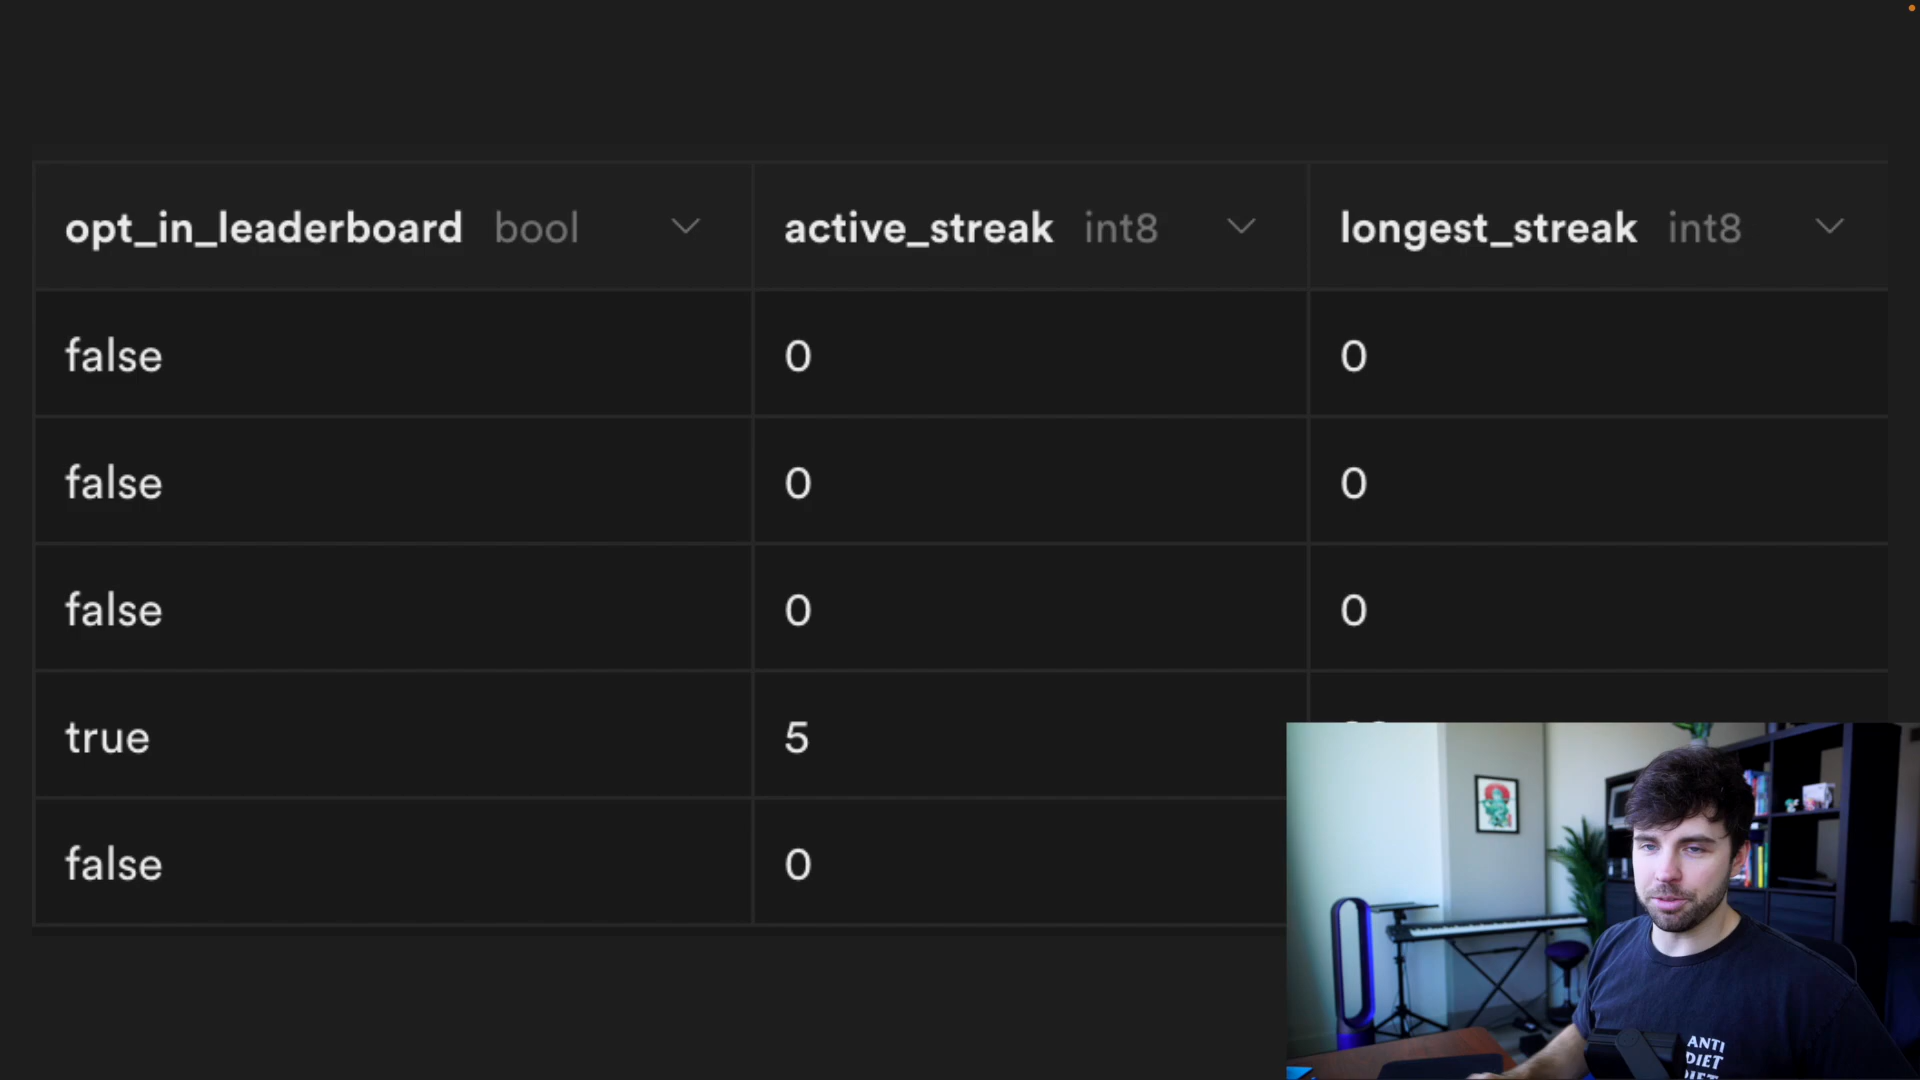 opt_in_leaderboard bool active_streak int8 longest_streak int8
false 0 0
false 0 0
false 0 0
true 5
false 0
ANTI
DIET